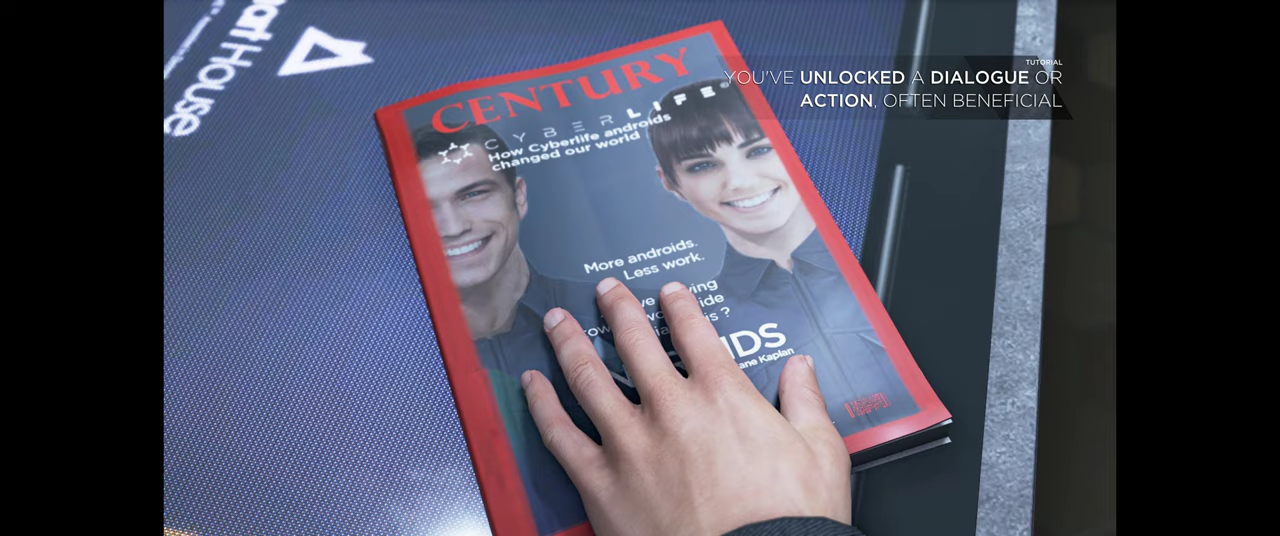 TUTORIAL
YOU'VE UNLOCKED A DIALOGUE OR
ACTION, OFTEN BENEFICIAL
CENTURY
CYBERLIFE
How Cyberlife androids
changed our world
More androids.
Less work.
House